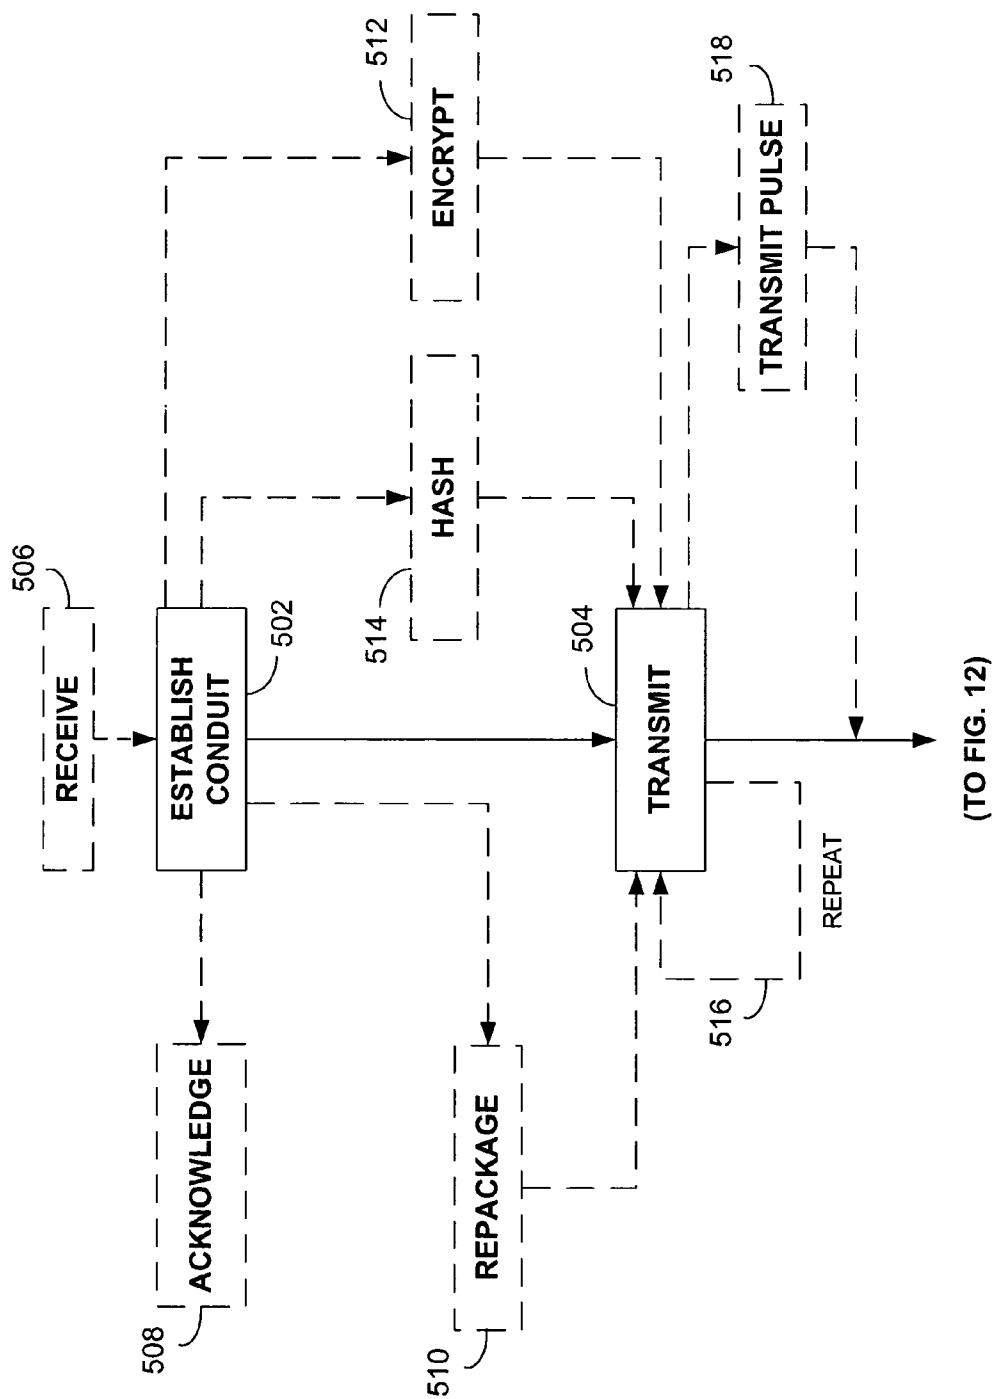 506
RECEIVE
512
ENCRYPT
518
TRANSMIT PULSE
514
HASH
ESTABLISH
CONDUIT
502
504
TRANSMIT
ACKNOWLEDGE
508
REPACKAGE
510
516
REPEAT
(TO FIG. 12)